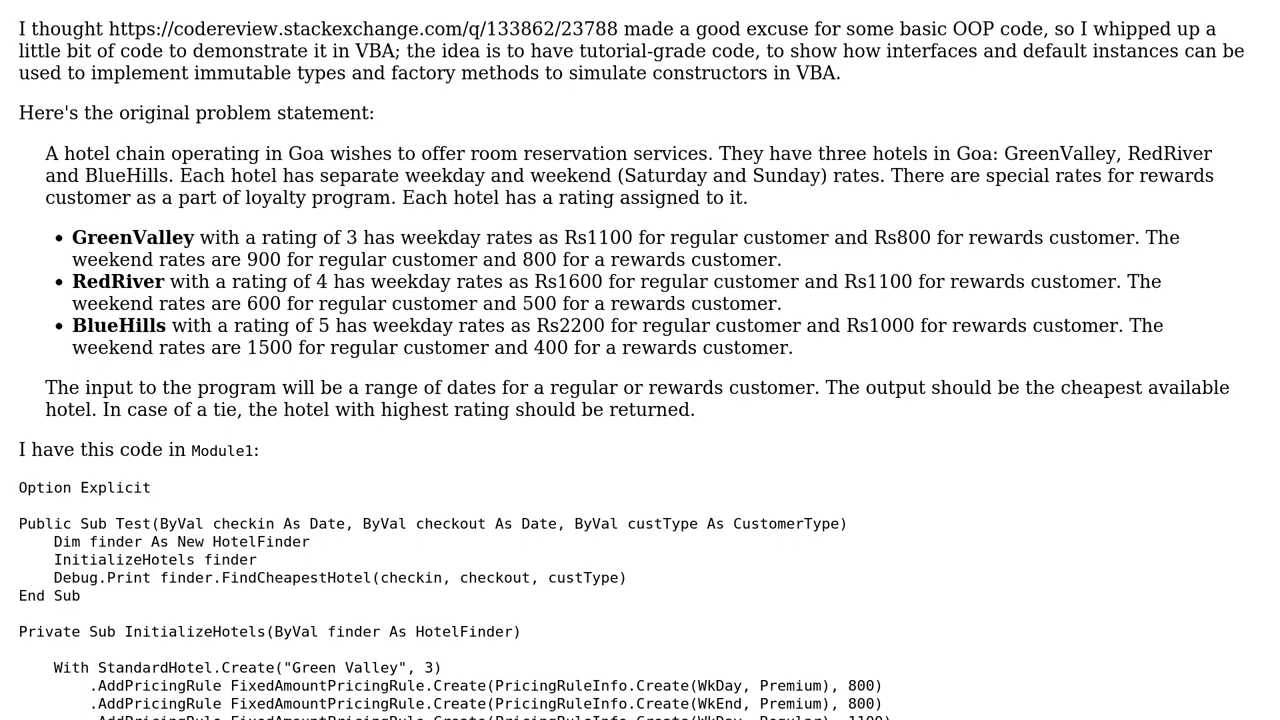 I thought https://codereview.stackexchange.com/q/133862/23788 made a good excuse for some basic OOP code, so I whipped up a
little bit of code to demonstrate it in VBA; the idea is to have tutorial-grade code, to show how interfaces and default instances can be
used to implement immutable types and factory methods to simulate constructors in VBA.
Here's the original problem statement:
A hotel chain operating in Goa wishes to offer room reservation services. They have three hotels in Goa: GreenValley, RedRiver
and BlueHills. Each hotel has separate weekday and weekend (Saturday and Sunday) rates. There are special rates for rewards
customer as a part of loyalty program. Each hotel has a rating assigned to it.
• GreenValley with a rating of 3 has weekday rates as Rs1100 for regular customer and Rs800 for rewards customer. The
weekend rates are 900 for regular customer and 800 for a rewards customer.
• RedRiver with a rating of 4 has weekday rates as Rs1600 for regular customer and Rs1100 for rewards customer. The
weekend rates are 600 for regular customer and 500 for a rewards customer.
• BlueHills with a rating of 5 has weekday rates as Rs2200 for regular customer and Rs1000 for rewards customer. The
weekend rates are 1500 for regular customer and 400 for a rewards customer.
The input to the program will be a range of dates for a regular or rewards customer. The output should be the cheapest available
hotel. In case of a tie, the hotel with highest rating should be returned.
I have this code in Module1:
Option Explicit
Public Sub Test(ByVal checkin As Date, ByVal checkout As Date, ByVal custType As CustomerType)
    Dim finder As New HotelFinder
    InitializeHotels finder
    Debug.Print finder.FindCheapestHotel(checkin, checkout, custType)
End Sub
Private Sub InitializeHotels(ByVal finder As HotelFinder)
    With StandardHotel.Create("Green Valley", 3)
        .AddPricingRule FixedAmountPricingRule.Create(PricingRuleInfo.Create(WkDay, Premium), 800)
        .AddPricingRule FixedAmountPricingRule.Create(PricingRuleInfo.Create(WkEnd, Premium), 800)
        .AddPricingRule FixedAmountPricingRule.Create(PricingRuleInfo.Create(WkDay, Regular), 1100)